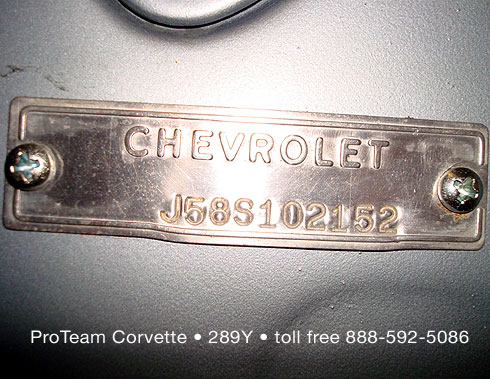 CHEVROLET
J58S102152
ProTeam Corvette • 289Y • toll free 888-592-5086